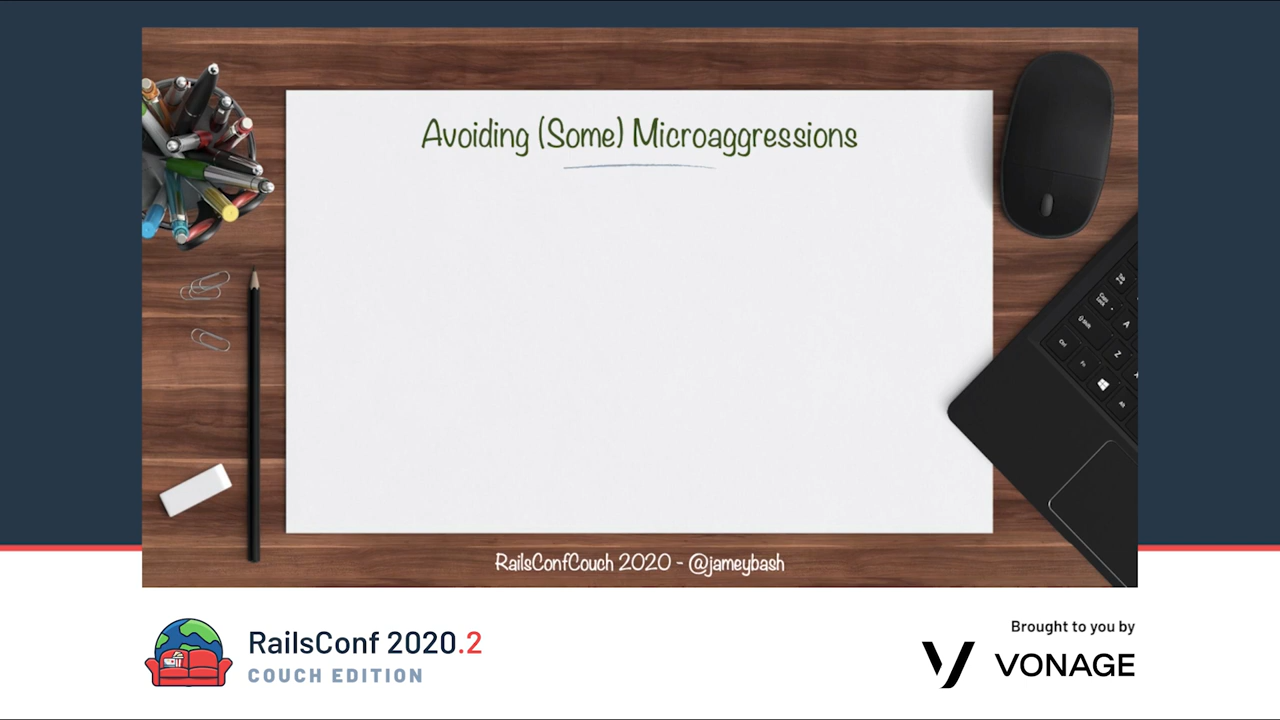 Avoiding (Some) Microaggressions
RailsConfCouch 2020 - @jameybash
RailsConf 2020.2
COUCH EDITION
Brought to you by
VONAGE